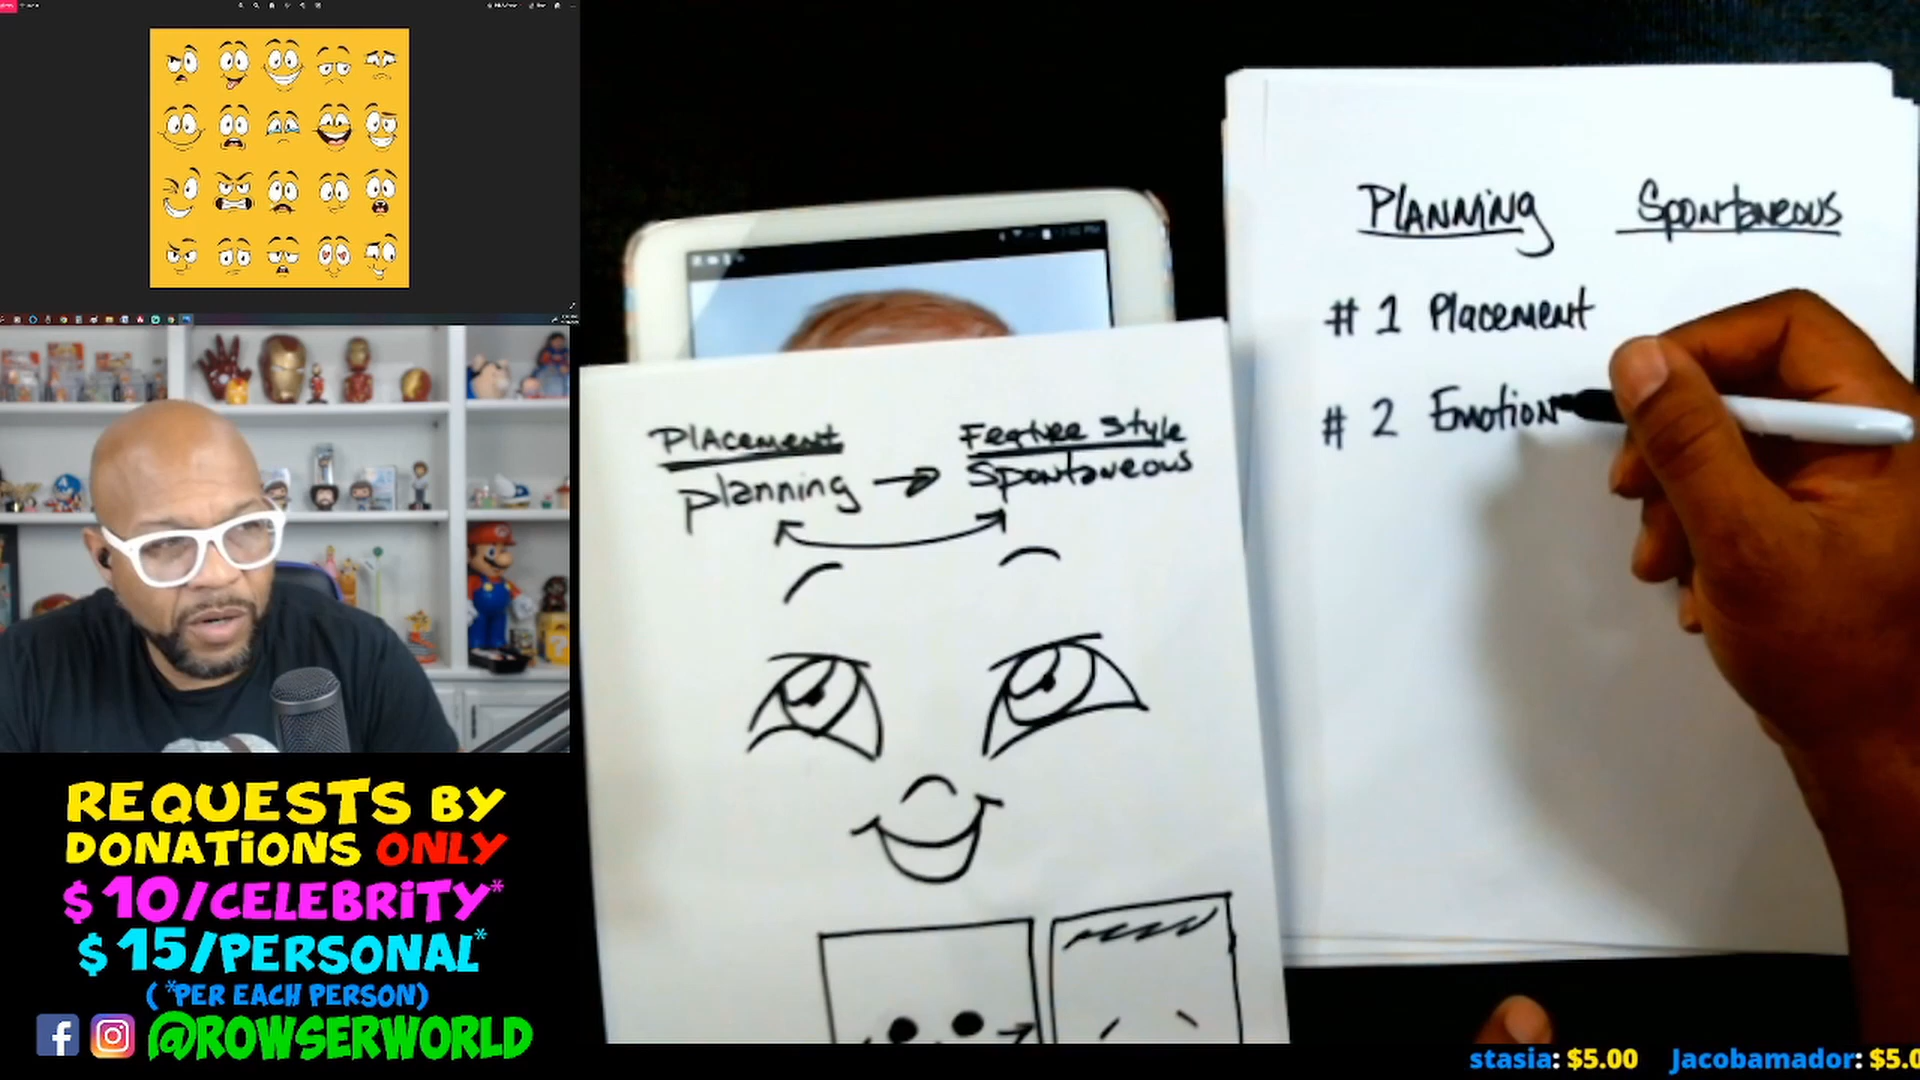 Placement Feature Style
planning → Spontaneous
Planning Spontaneous
# 1 Placement
# 2 Emotion
REQUESTS BY
DONATIONS ONLY
$10/CELEBRITY*
$15/PERSONAL*
(*PER EACH PERSON)
@ROWSERWORLD
stasia: $5.00 Jacobamador: $5.0